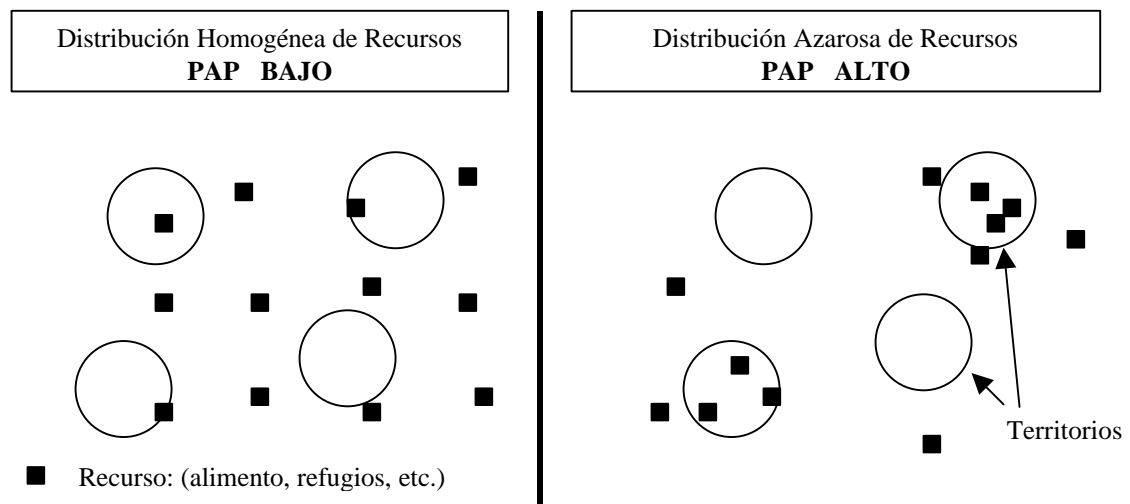 Distribución Homogénea de Recursos
PAP BAJO
Distribución Azarosa de Recursos
PAP ALTO
Territorios
Recurso: (alimento, refugios, etc.)